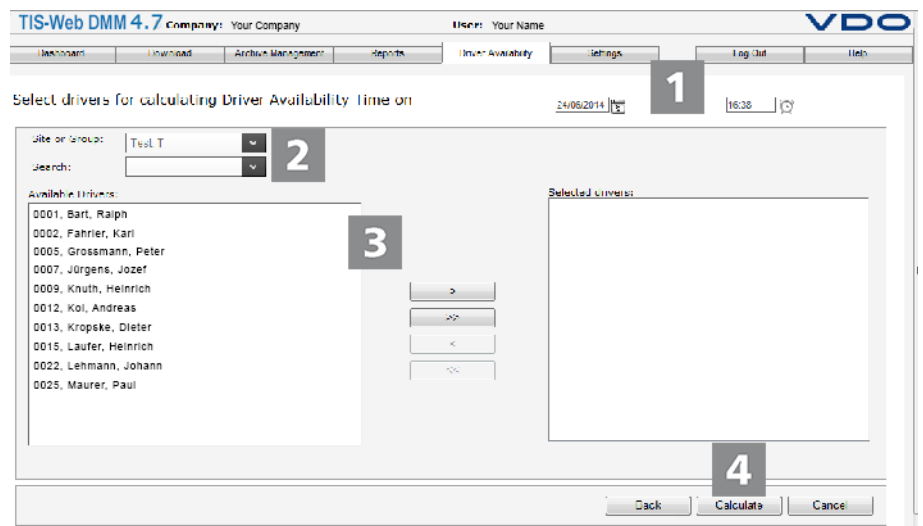 TIS-Web DMM 4.7 Company: Your Company User: Your Name VDO
Dashboard Download Archive Management Reports Driver Availability Settings Log Out Help
1
Select drivers for calculating Driver Availability Time on 24/06/2014 16:38
Site or Group: Test T
2
Search:
Available Drivers: Selected drivers:
0001, Bart, Ralph
0002, Fahrler, Karl
3
0005, Grossmann, Peter
0007, Jürgens, Jozef
0009, Knuth, Heinrich
>
0012, Kol, Andreas
>>
0013, Kropske, Dieter
0015, Laufer, Heinrich
<
0022, Lehmann, Johann
<<
0025, Maurer, Paul
4
Back Calculate Cancel